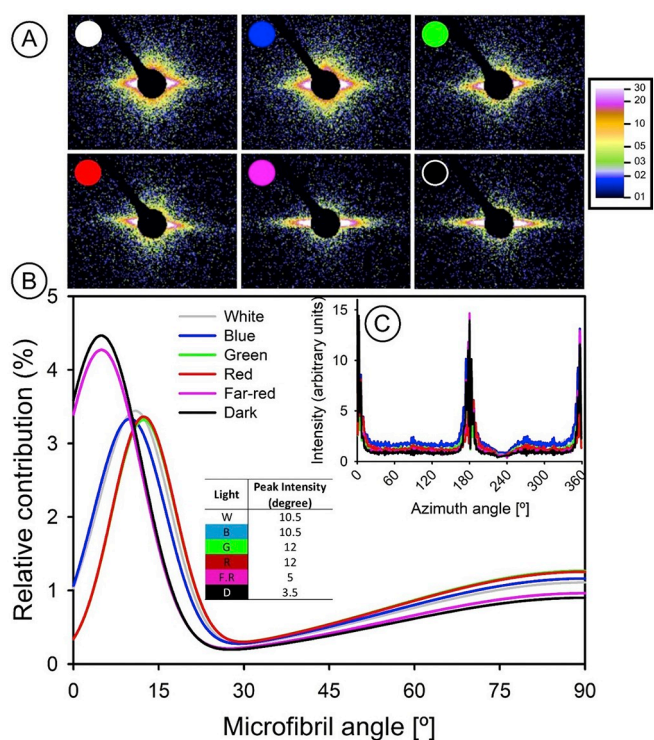 A
30
20
10
05
03
02
01
B
5
4
3
2
1
0
Relative contribution (%)
White
Blue
Green
Red
Far-red
Dark
C
15
10
5
0
Intensity (arbitrary units)
0 60 120 180 240 300 360
Azimuth angle [º]
Light Peak Intensity (degree)
W 10.5
B 10.5
G 12
R 12
F.R 5
D 3.5
0 15 30 45 60 75 90
Microfibril angle [º]